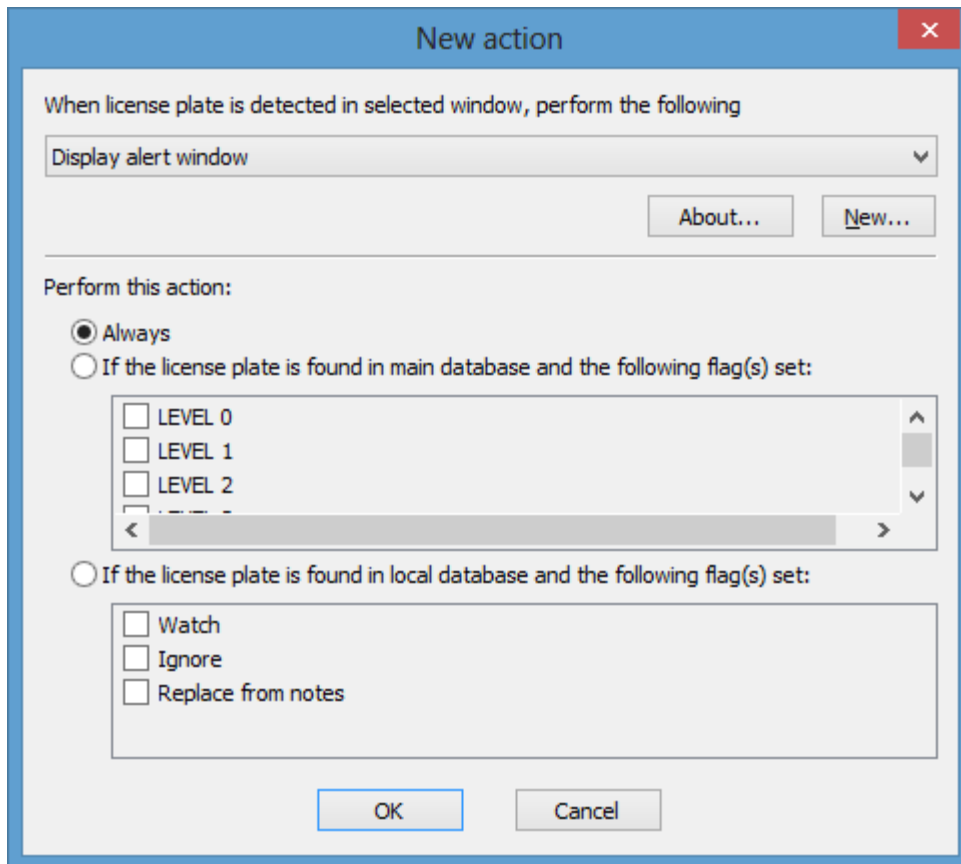 New action
When license plate is detected in selected window, perform the following
Display alert window
About... New...
Perform this action:
Always
If the license plate is found in main database and the following flag(s) set:
LEVEL 0
LEVEL 1
LEVEL 2
If the license plate is found in local database and the following flag(s) set:
Watch
Ignore
Replace from notes
OK Cancel